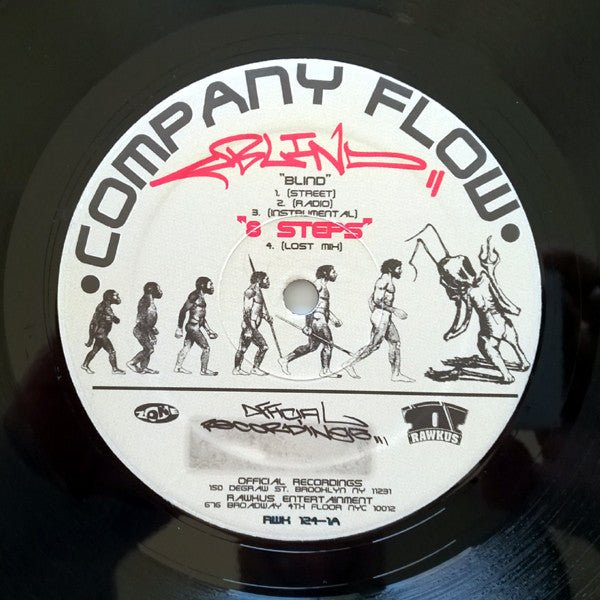 •COMPANY FLOW•
BLIND
"BLIND"
1. (STREET)
2. (RADIO)
3. (INSTRUMENTAL)
"6 STEPS"
4. (LOST MIX)
OFFICIAL
RECORDINGS
RAWKUS
OFFICIAL RECORDINGS
150 DEGRAW ST. BROOKLYN NY 11231
RAWKUS ENTERTAINMENT
676 BROADWAY 4TH FLOOR NYC 10012
RWK 124-1A